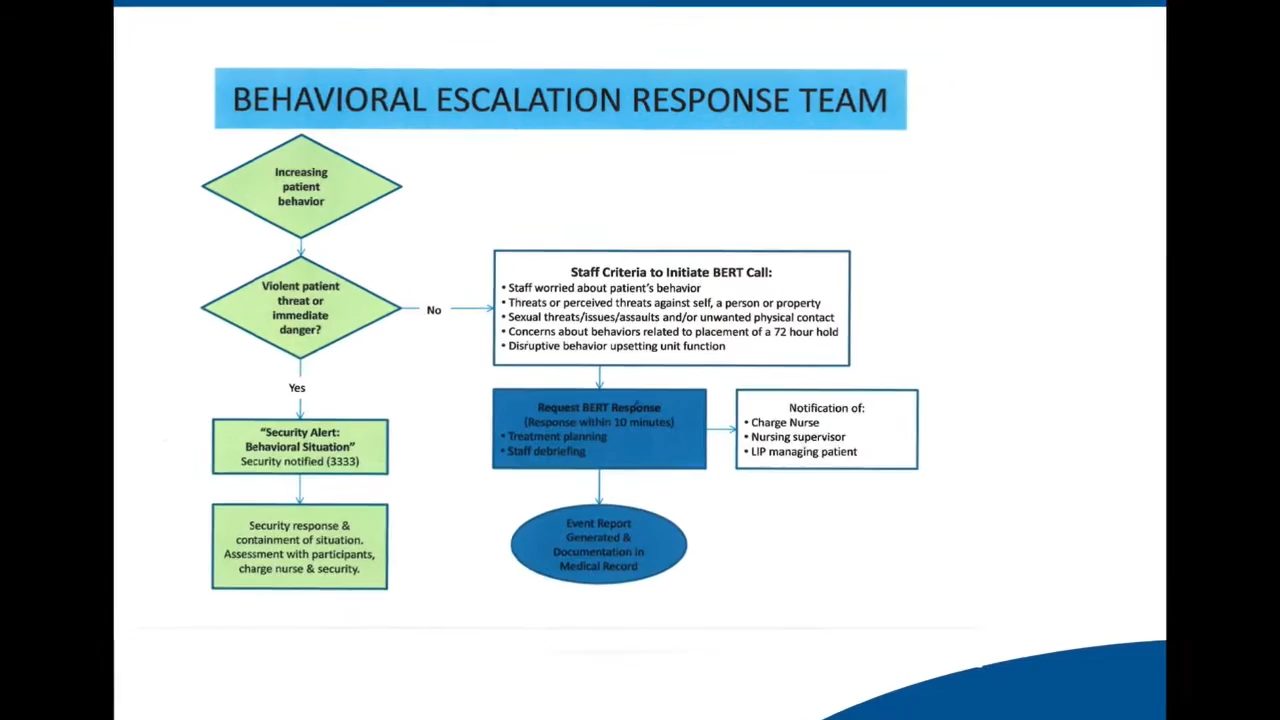 BEHAVIORAL ESCALATION RESPONSE TEAM
Increasing
patient
behavior
Violent patient
threat or
immediate
danger?
No
Yes
Staff Criteria to Initiate BERT Call:
• Staff worried about patient's behavior
• Threats or perceived threats against self, a person or property
• Sexual threats/issues/assaults and/or unwanted physical contact
• Concerns about behaviors related to placement of a 72 hour hold
• Disruptive behavior upsetting unit function
"Security Alert:
Behavioral Situation"
Security notified (3333)
Request BERT Response
(Response within 10 minutes)
• Treatment planning
• Staff debriefing
Notification of:
• Charge Nurse
• Nursing supervisor
• LIP managing patient
Security response &
containment of situation.
Assessment with participants,
charge nurse & security.
Event Report
Generated &
Documentation in
Medical Record